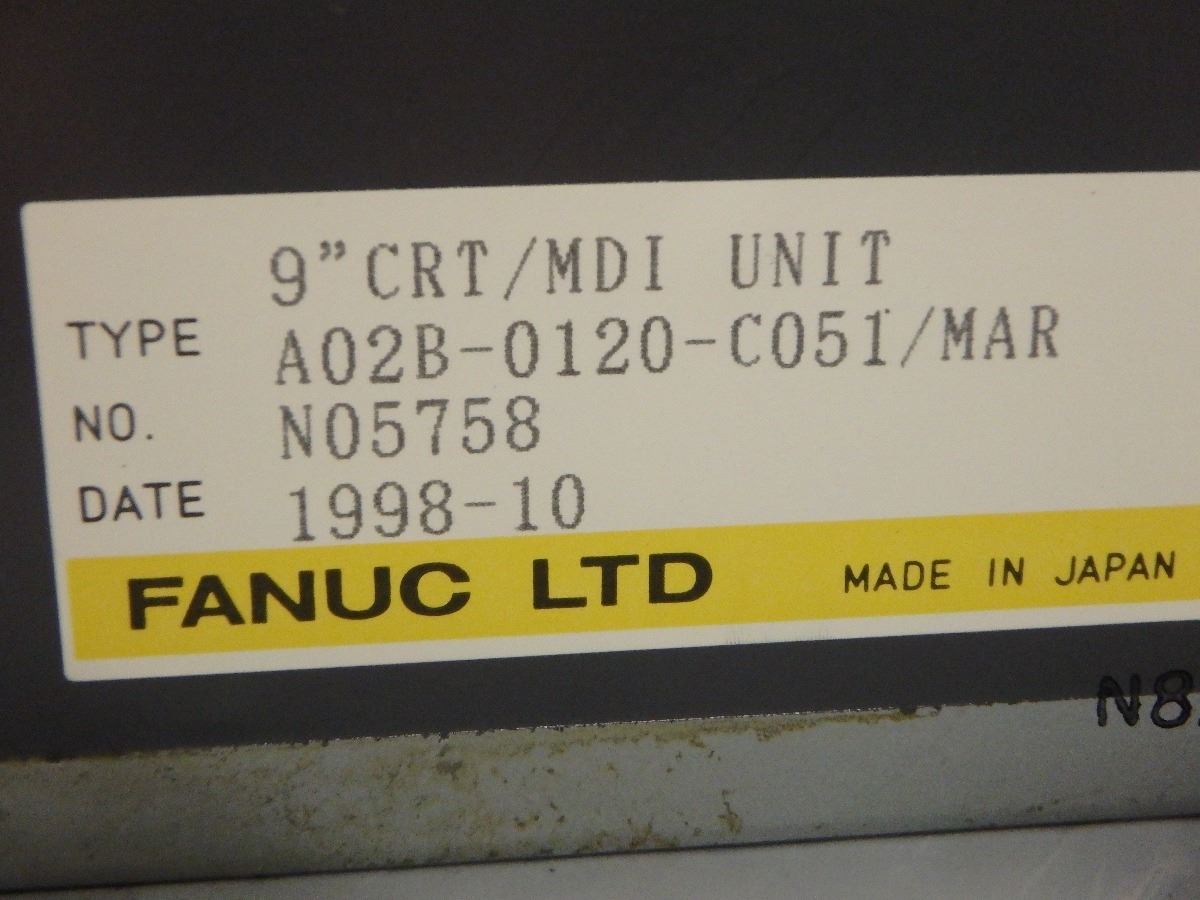 9”CRT/MDI UNIT
TYPE A02B-0120-C051/MAR
NO. N05758
DATE 1998-10
FANUC LTD MADE IN JAPAN
N8